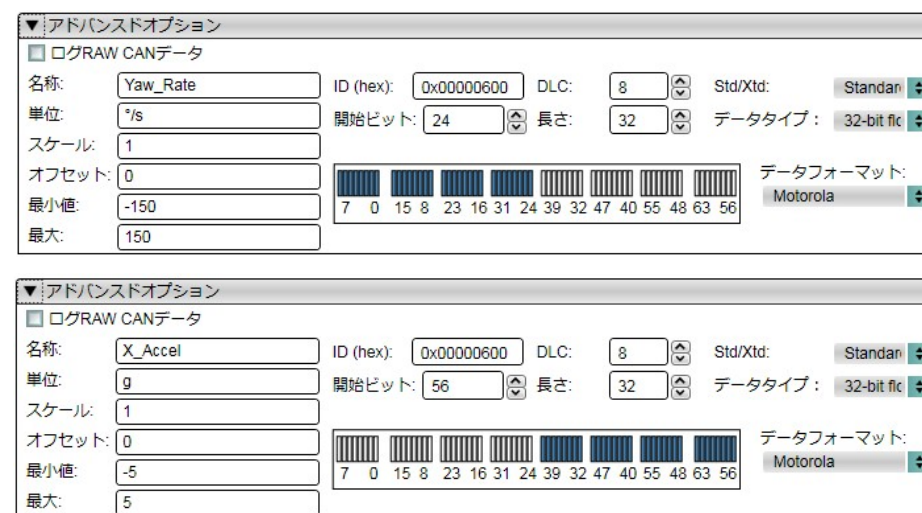 ▼ アドバンスドオプション
ログRAW CANデータ
名称: Yaw_Rate ID (hex): 0x00000600 DLC: 8 Std/Xtd: Standar
単位: °/s 開始ビット: 24 長さ: 32 データタイプ: 32-bit flo
スケール: 1
オフセット: 0 データフォーマット:
最小値: -150 7 0 15 8 23 16 31 24 39 32 47 40 55 48 63 56 Motorola
最大: 150
▼ アドバンスドオプション
ログRAW CANデータ
名称: X_Accel ID (hex): 0x00000600 DLC: 8 Std/Xtd: Standar
単位: g 開始ビット: 56 長さ: 32 データタイプ: 32-bit flo
スケール: 1
オフセット: 0 データフォーマット:
最小値: -5 7 0 15 8 23 16 31 24 39 32 47 40 55 48 63 56 Motorola
最大: 5